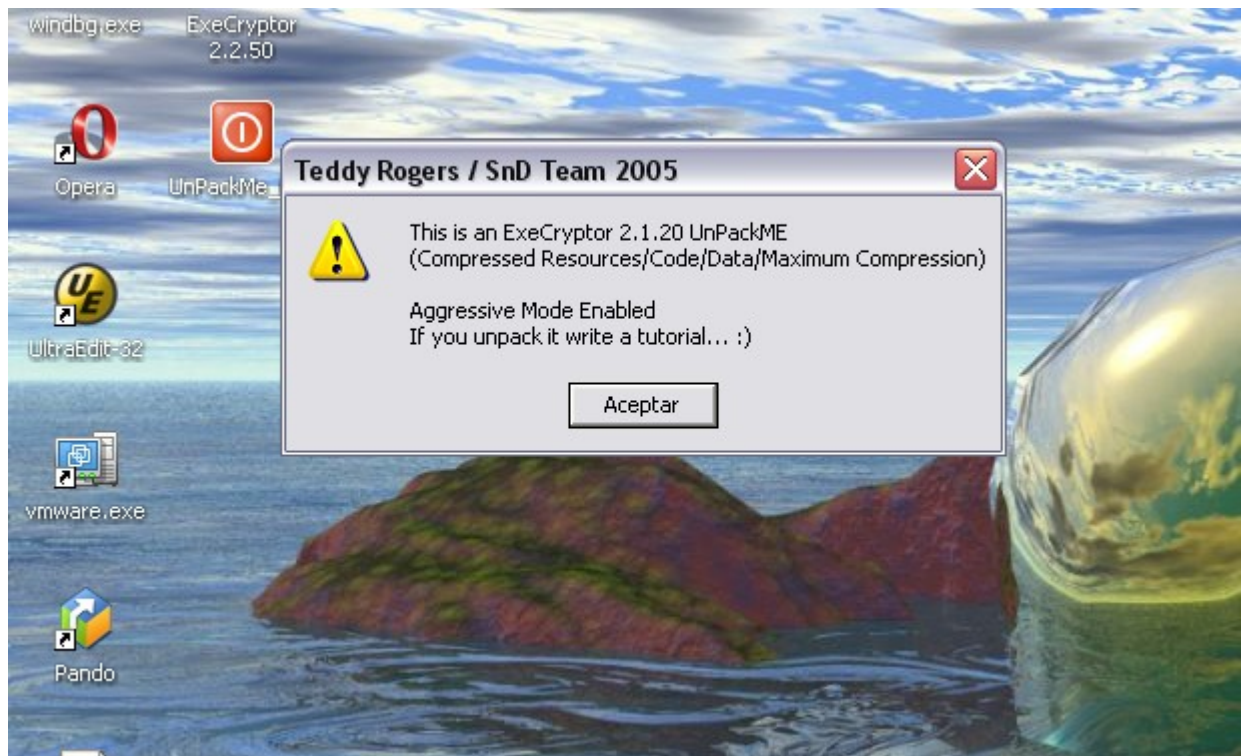 windbg.exe
ExeCryptor
2.2.50
Opera
UnPackMe_
Teddy Rogers / SnD Team 2005
This is an ExeCryptor 2.1.20 UnPackME
(Compressed Resources/Code/Data/Maximum Compression)
Aggressive Mode Enabled
If you unpack it write a tutorial... :)
Aceptar
UE
UltraEdit-32
vmware.exe
Pando